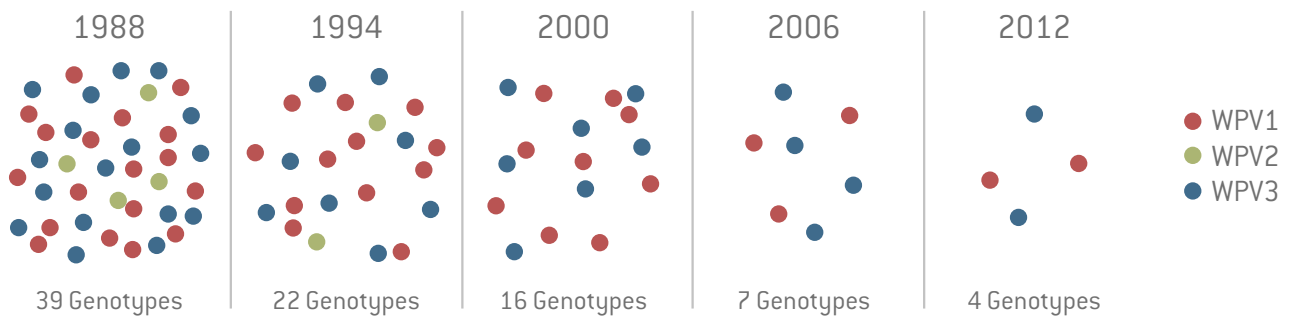 1988
1994
2000
2006
2012
WPV1
WPV2
WPV3
39 Genotypes
22 Genotypes
16 Genotypes
7 Genotypes
4 Genotypes